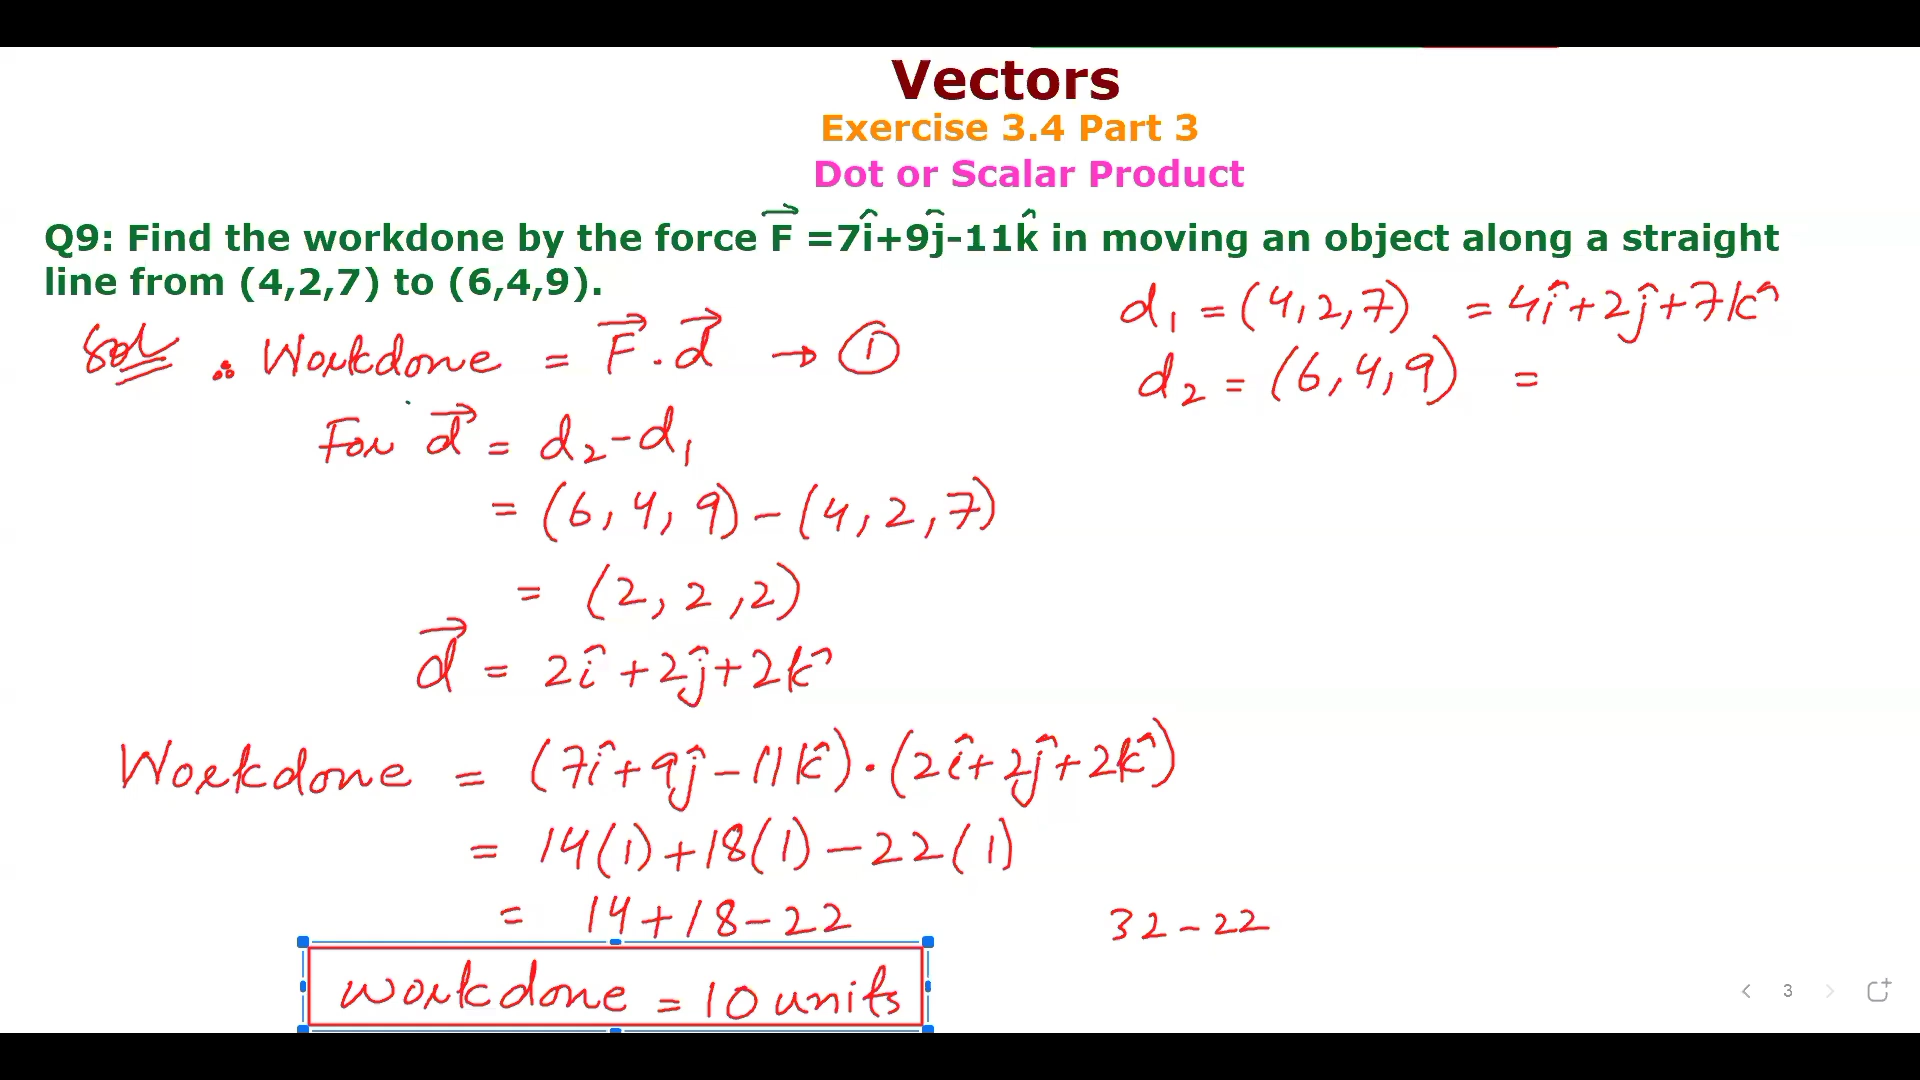 Vectors
Exercise 3.4 Part 3
Dot or Scalar Product
Q9: Find the workdone by the force F⃗ =7î+9ĵ-11k̂ in moving an object along a straight
line from (4,2,7) to (6,4,9).
d₁ = (4,2,7) = 4î+2ĵ+7k̂
Sol ∴ Workdone = F⃗ . d⃗ → ①
d₂ = (6,4,9) =
For d⃗ = d₂-d₁
= (6,4,9) - (4,2,7)
= (2,2,2)
d⃗ = 2î+2ĵ+2k̂
Workdone = (7î+9ĵ-11k̂)·(2î+2ĵ+2k̂)
= 14(1)+18(1)-22(1)
= 14+18-22
32-22
workdone = 10 units
< 3 >